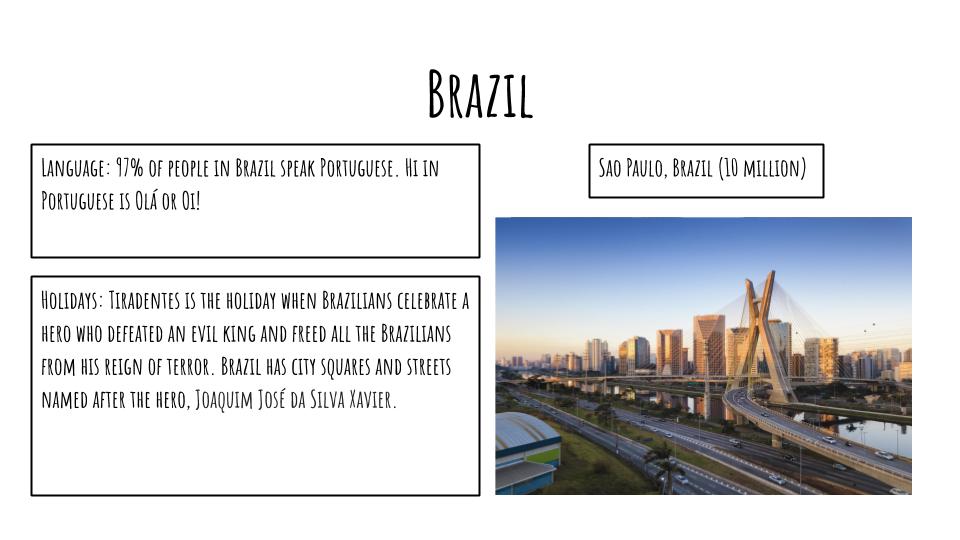 Brazil
Language: 97% of people in Brazil speak Portuguese. Hi in
Portuguese is Olá or Oi!
Sao Paulo, Brazil (10 million)
Holidays: Tiradentes is the holiday when Brazilians celebrate a
hero who defeated an evil king and freed all the Brazilians
from his reign of terror. Brazil has city squares and streets
named after the hero, Joaquim José da Silva Xavier.